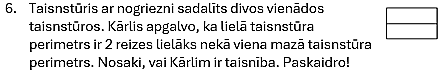 6. Taisnstūris ar nogriezni sadalīts divos vienādos
taisnstūros. Kārlis apgalvo, ka lielā taisnstūra
perimetrs ir 2 reizes lielāks nekā viena mazā taisnstūra
perimetrs. Nosaki, vai Kārlim ir taisnība. Paskaidro!